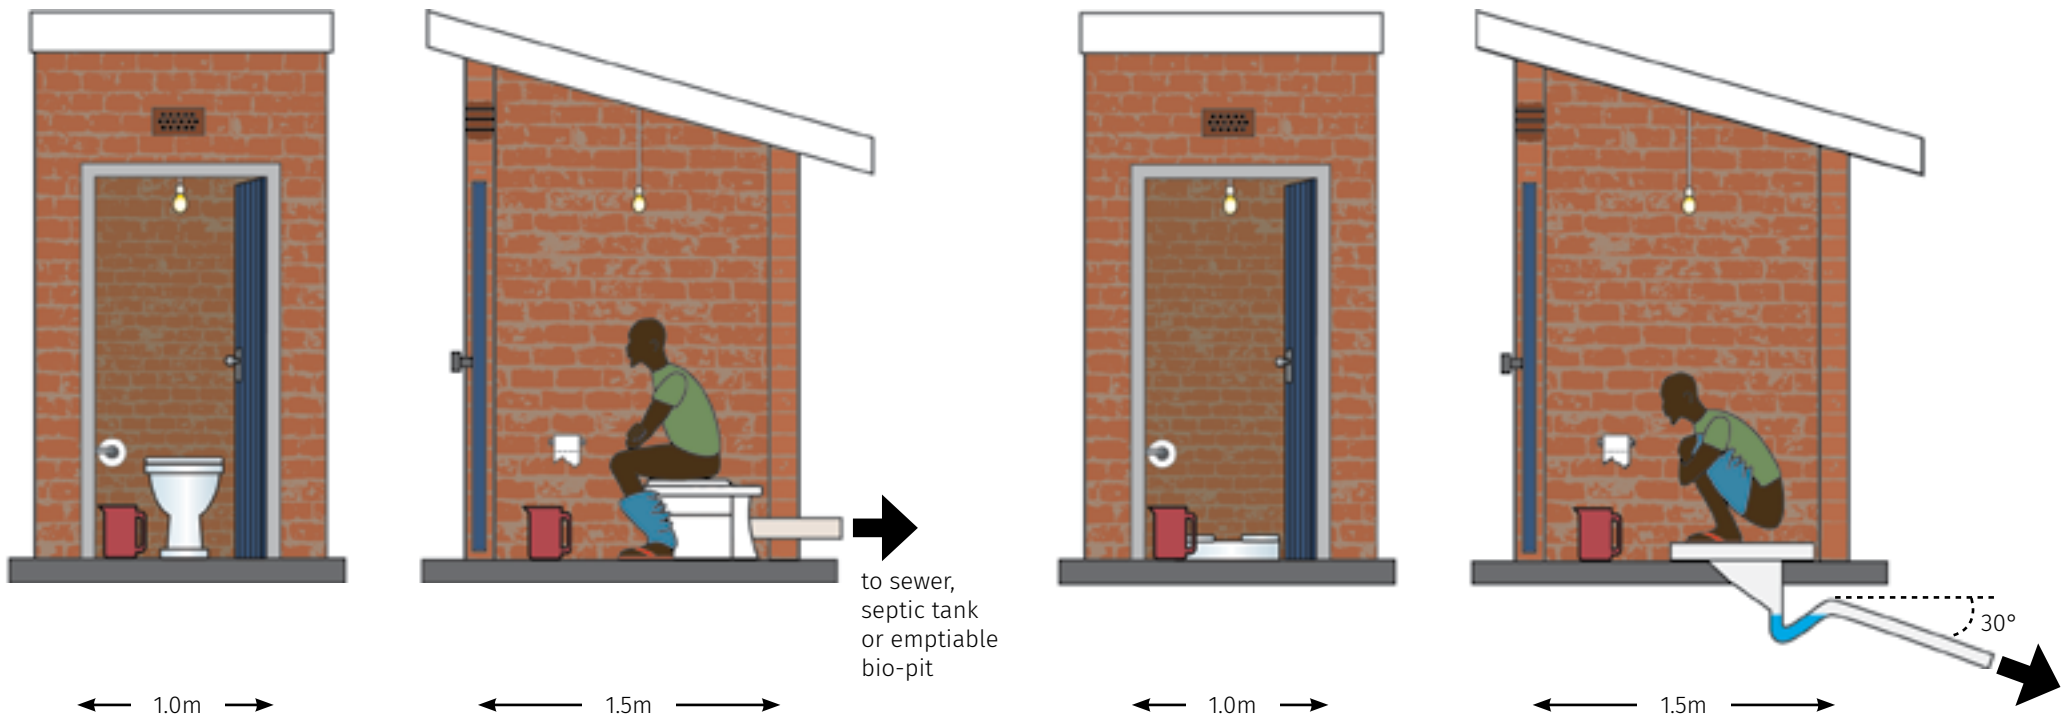 to sewer,
septic tank
or emptiable
bio-pit
30°
1.0m
1.5m
1.0m
1.5m